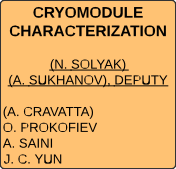 CRYOMODULE
CHARACTERIZATION
(N. SOLYAK)
(A. SUKHANOV), DEPUTY
(A. CRAVATTA)
O. PROKOFIEV
A. SAINI
J. C. YUN